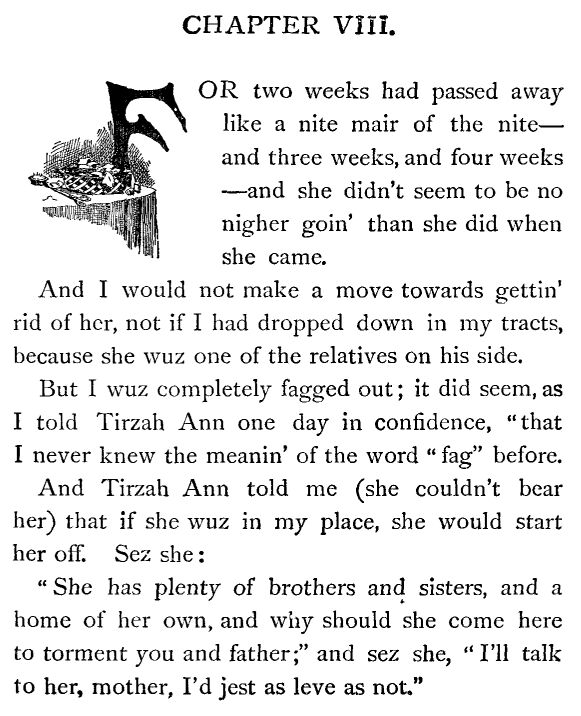 CHAPTER VIII.
FOR two weeks had passed away
like a nite mair of the nite—
and three weeks, and four weeks
—and she didn't seem to be no
nigher goin' than she did when
she came.
And I would not make a move towards gettin'
rid of her, not if I had dropped down in my tracts,
because she wuz one of the relatives on his side.
But I wuz completely fagged out; it did seem, as
I told Tirzah Ann one day in confidence, "that
I never knew the meanin' of the word "fag" before.
And Tirzah Ann told me (she couldn't bear
her) that if she wuz in my place, she would start
her off. Sez she:
"She has plenty of brothers and sisters, and a
home of her own, and why should she come here
to torment you and father;" and sez she, "I'll talk
to her, mother, I'd jest as leve as not."